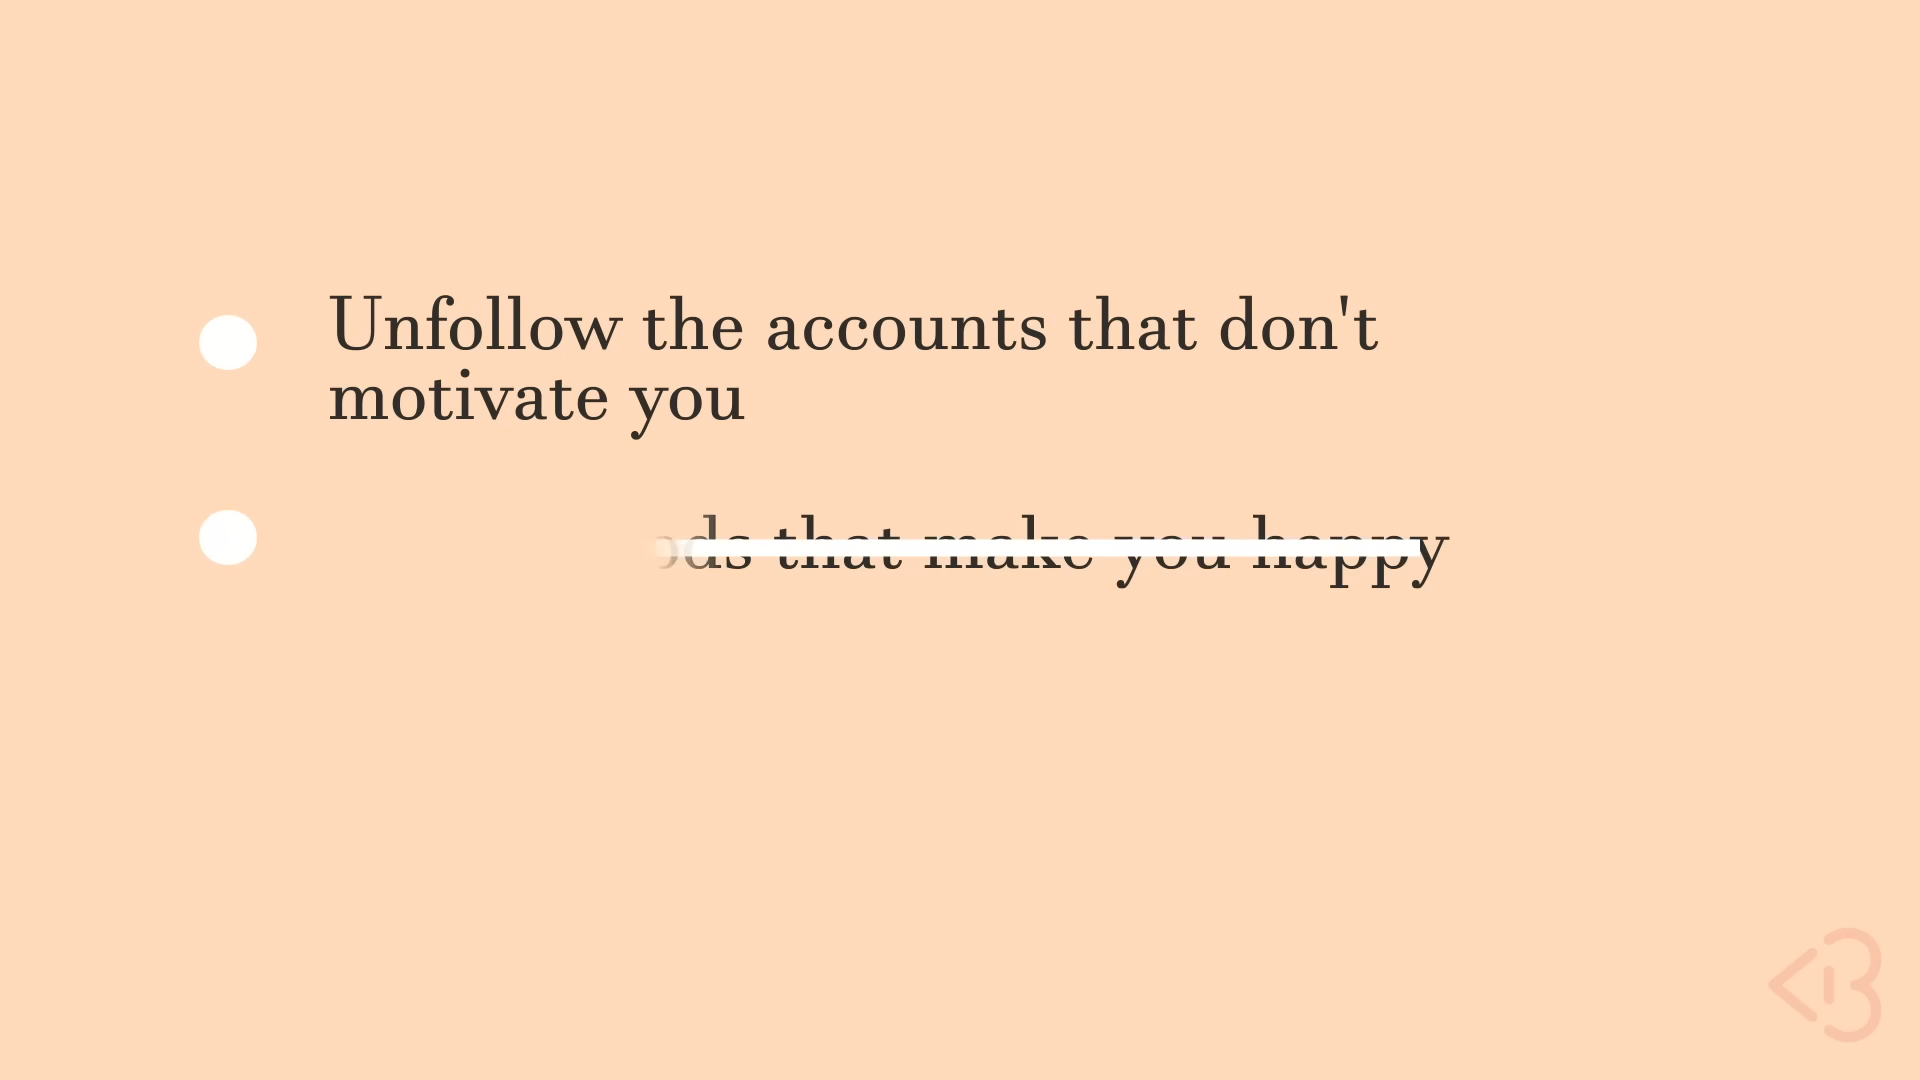 Unfollow the accounts that don't
motivate you
that make you happy